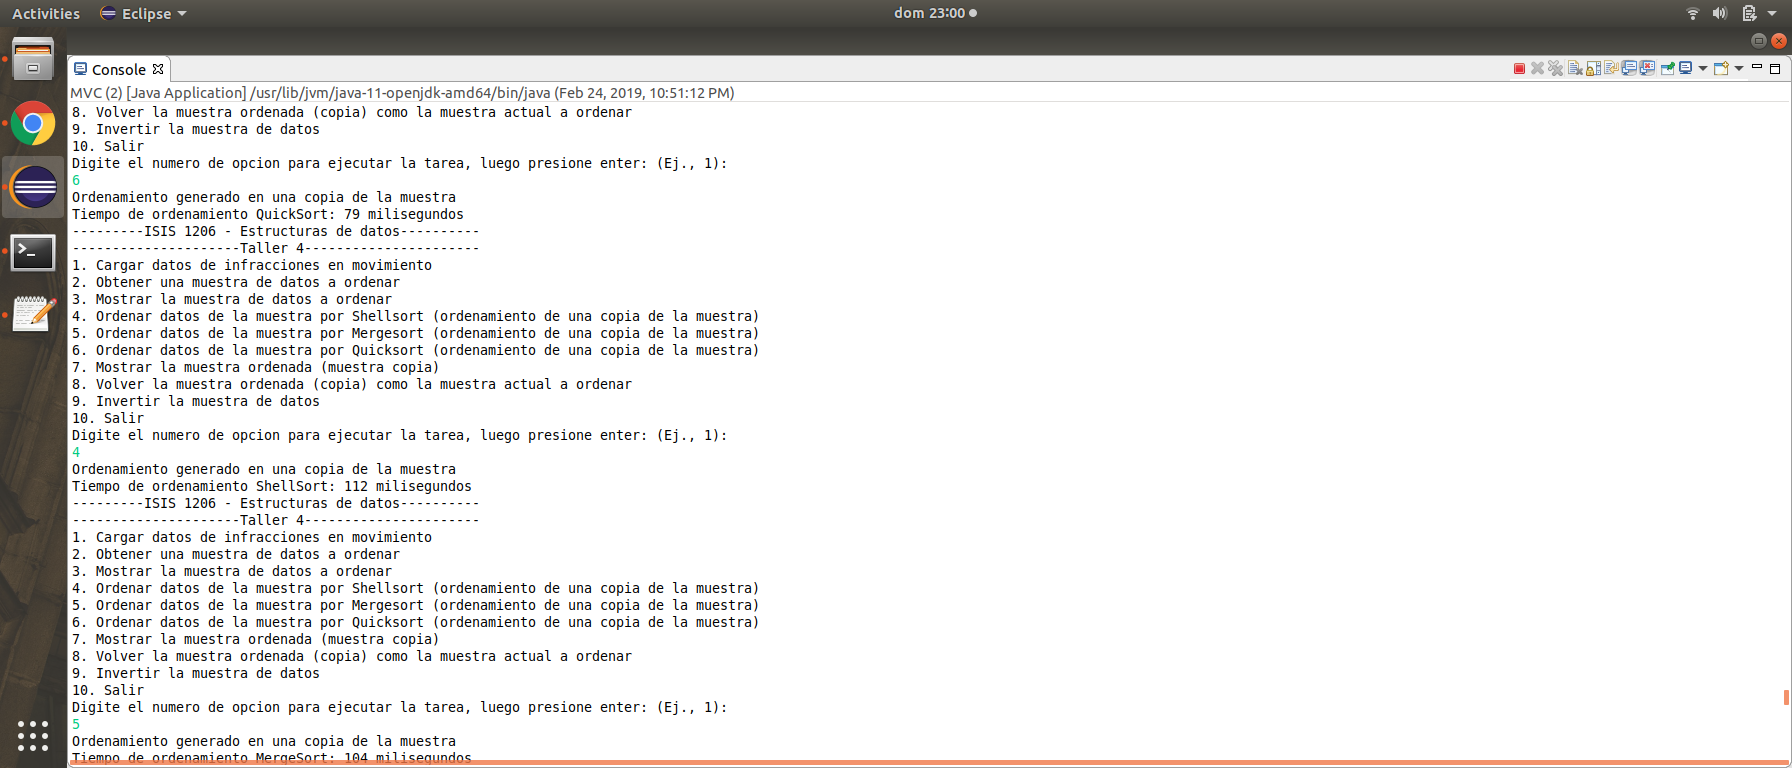 Activities
Eclipse
dom 23:00
Console
MVC (2) [Java Application] /usr/lib/jvm/java-11-openjdk-amd64/bin/java (Feb 24, 2019, 10:51:12 PM)
8. Volver la muestra ordenada (copia) como la muestra actual a ordenar
9. Invertir la muestra de datos
10. Salir
Digite el numero de opcion para ejecutar la tarea, luego presione enter: (Ej., 1):
6
Ordenamiento generado en una copia de la muestra
Tiempo de ordenamiento QuickSort: 79 milisegundos
---------ISIS 1206 - Estructuras de datos----------
---------------------Taller 4----------------------
1. Cargar datos de infracciones en movimiento
2. Obtener una muestra de datos a ordenar
3. Mostrar la muestra de datos a ordenar
4. Ordenar datos de la muestra por Shellsort (ordenamiento de una copia de la muestra)
5. Ordenar datos de la muestra por Mergesort (ordenamiento de una copia de la muestra)
6. Ordenar datos de la muestra por Quicksort (ordenamiento de una copia de la muestra)
7. Mostrar la muestra ordenada (muestra copia)
8. Volver la muestra ordenada (copia) como la muestra actual a ordenar
9. Invertir la muestra de datos
10. Salir
Digite el numero de opcion para ejecutar la tarea, luego presione enter: (Ej., 1):
4
Ordenamiento generado en una copia de la muestra
Tiempo de ordenamiento ShellSort: 112 milisegundos
---------ISIS 1206 - Estructuras de datos----------
---------------------Taller 4----------------------
1. Cargar datos de infracciones en movimiento
2. Obtener una muestra de datos a ordenar
3. Mostrar la muestra de datos a ordenar
4. Ordenar datos de la muestra por Shellsort (ordenamiento de una copia de la muestra)
5. Ordenar datos de la muestra por Mergesort (ordenamiento de una copia de la muestra)
6. Ordenar datos de la muestra por Quicksort (ordenamiento de una copia de la muestra)
7. Mostrar la muestra ordenada (muestra copia)
8. Volver la muestra ordenada (copia) como la muestra actual a ordenar
9. Invertir la muestra de datos
10. Salir
Digite el numero de opcion para ejecutar la tarea, luego presione enter: (Ej., 1):
5
Ordenamiento generado en una copia de la muestra
Tiempo de ordenamiento MergeSort: 104 milisegundos